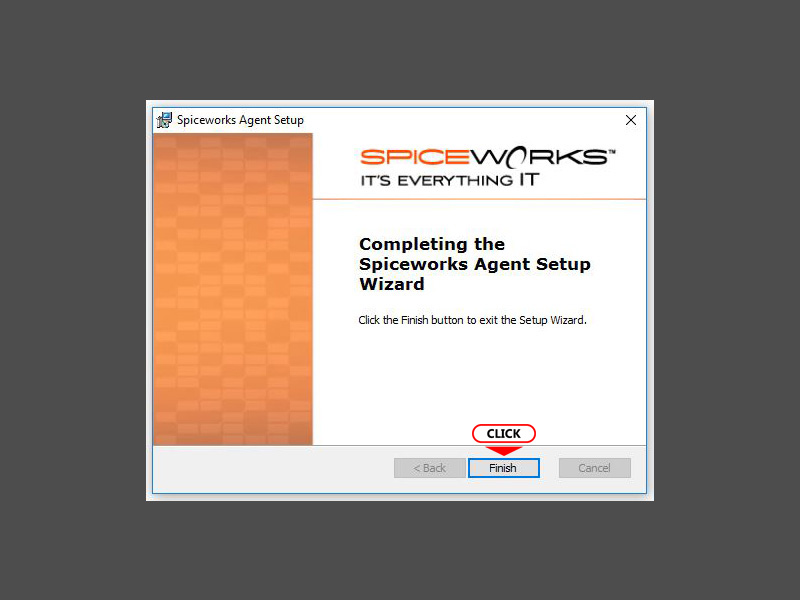 Spiceworks Agent Setup
SPICEWORKS™
IT'S EVERYTHING IT
Completing the
Spiceworks Agent Setup
Wizard
Click the Finish button to exit the Setup Wizard.
CLICK
< Back
Finish
Cancel